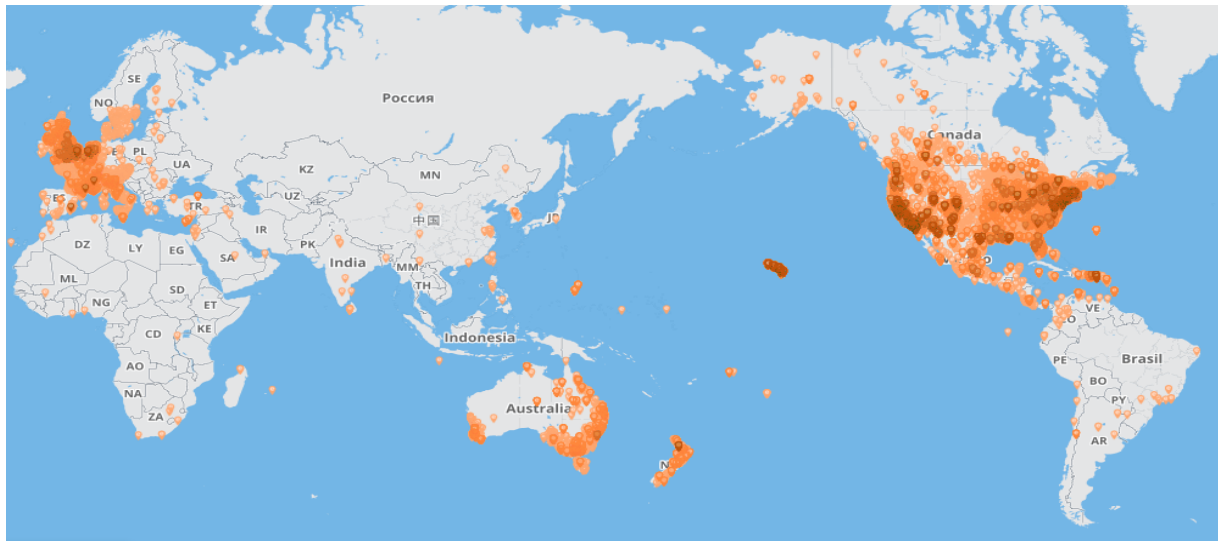 SE
NO
Россия
Canada
PL
UA
KZ
MN
ES
TR
UZ
中国
IR
DZ
LY
EG
PK
SA
India
MM
ML
SD
TH
NG
ET
VE
CD
KE
Indonesia
PE
Brasil
AO
BO
NA
Australia
PY
ZA
AR